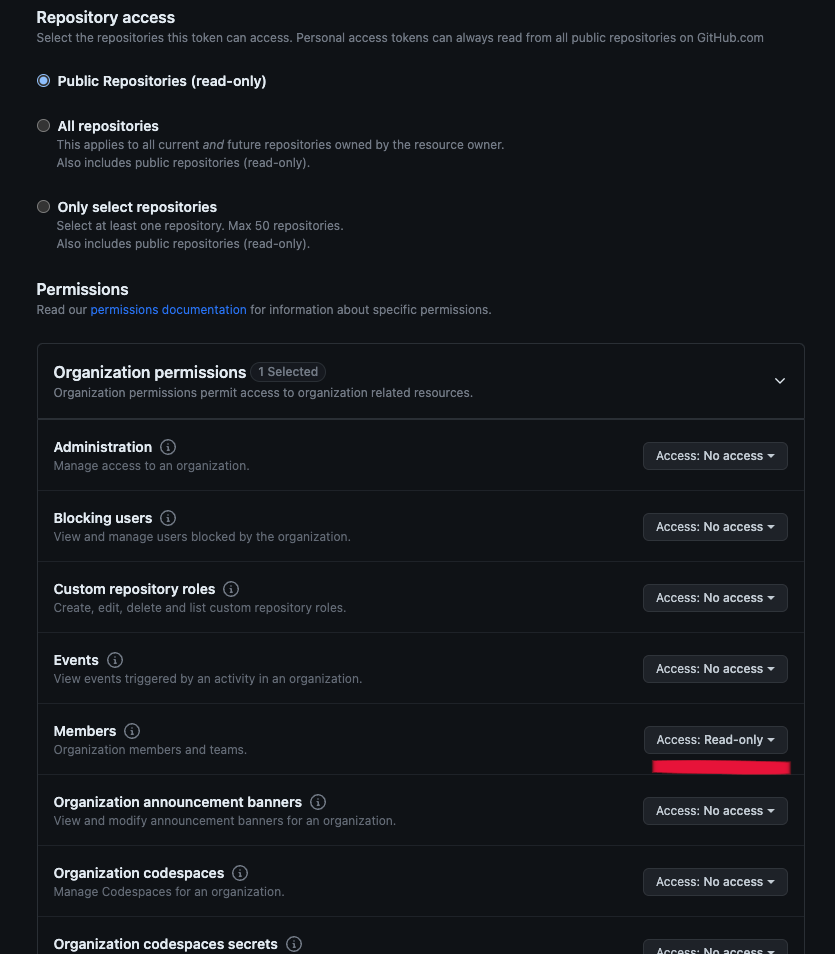 Repository access
Select the repositories this token can access. Personal access tokens can always read from all public repositories on GitHub.com
Public Repositories (read-only)
All repositories
This applies to all current and future repositories owned by the resource owner.
Also includes public repositories (read-only).
Only select repositories
Select at least one repository. Max 50 repositories.
Also includes public repositories (read-only).
Permissions
Read our permissions documentation for information about specific permissions.
Organization permissions 1 Selected
Organization permissions permit access to organization related resources.
Administration
Manage access to an organization.
Access: No access
Blocking users
View and manage users blocked by the organization.
Access: No access
Custom repository roles
Create, edit, delete and list custom repository roles.
Access: No access
Events
View events triggered by an activity in an organization.
Access: No access
Members
Organization members and teams.
Access: Read-only
Organization announcement banners
View and modify announcement banners for an organization.
Access: No access
Organization codespaces
Manage Codespaces for an organization.
Access: No access
Organization codespaces secrets
Access: No access